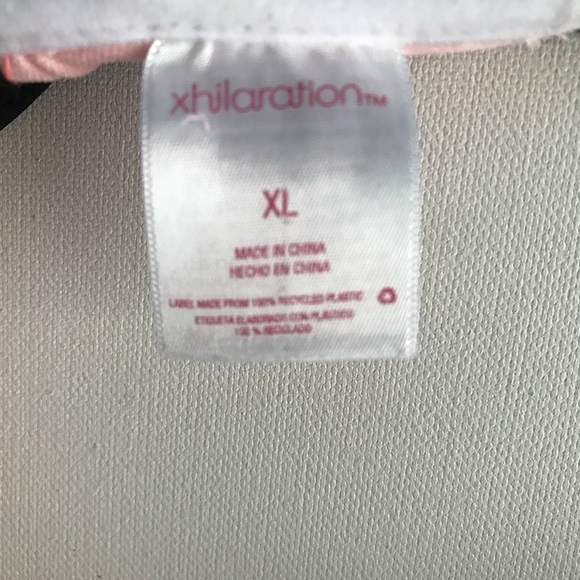 xhilaration™
XL
MADE IN CHINA
HECHO EN CHINA
LABEL MADE FROM 100% RECYCLED PLASTIC
ETIQUETA ELABORADO CON PLASTICO
100 % RECICLADO